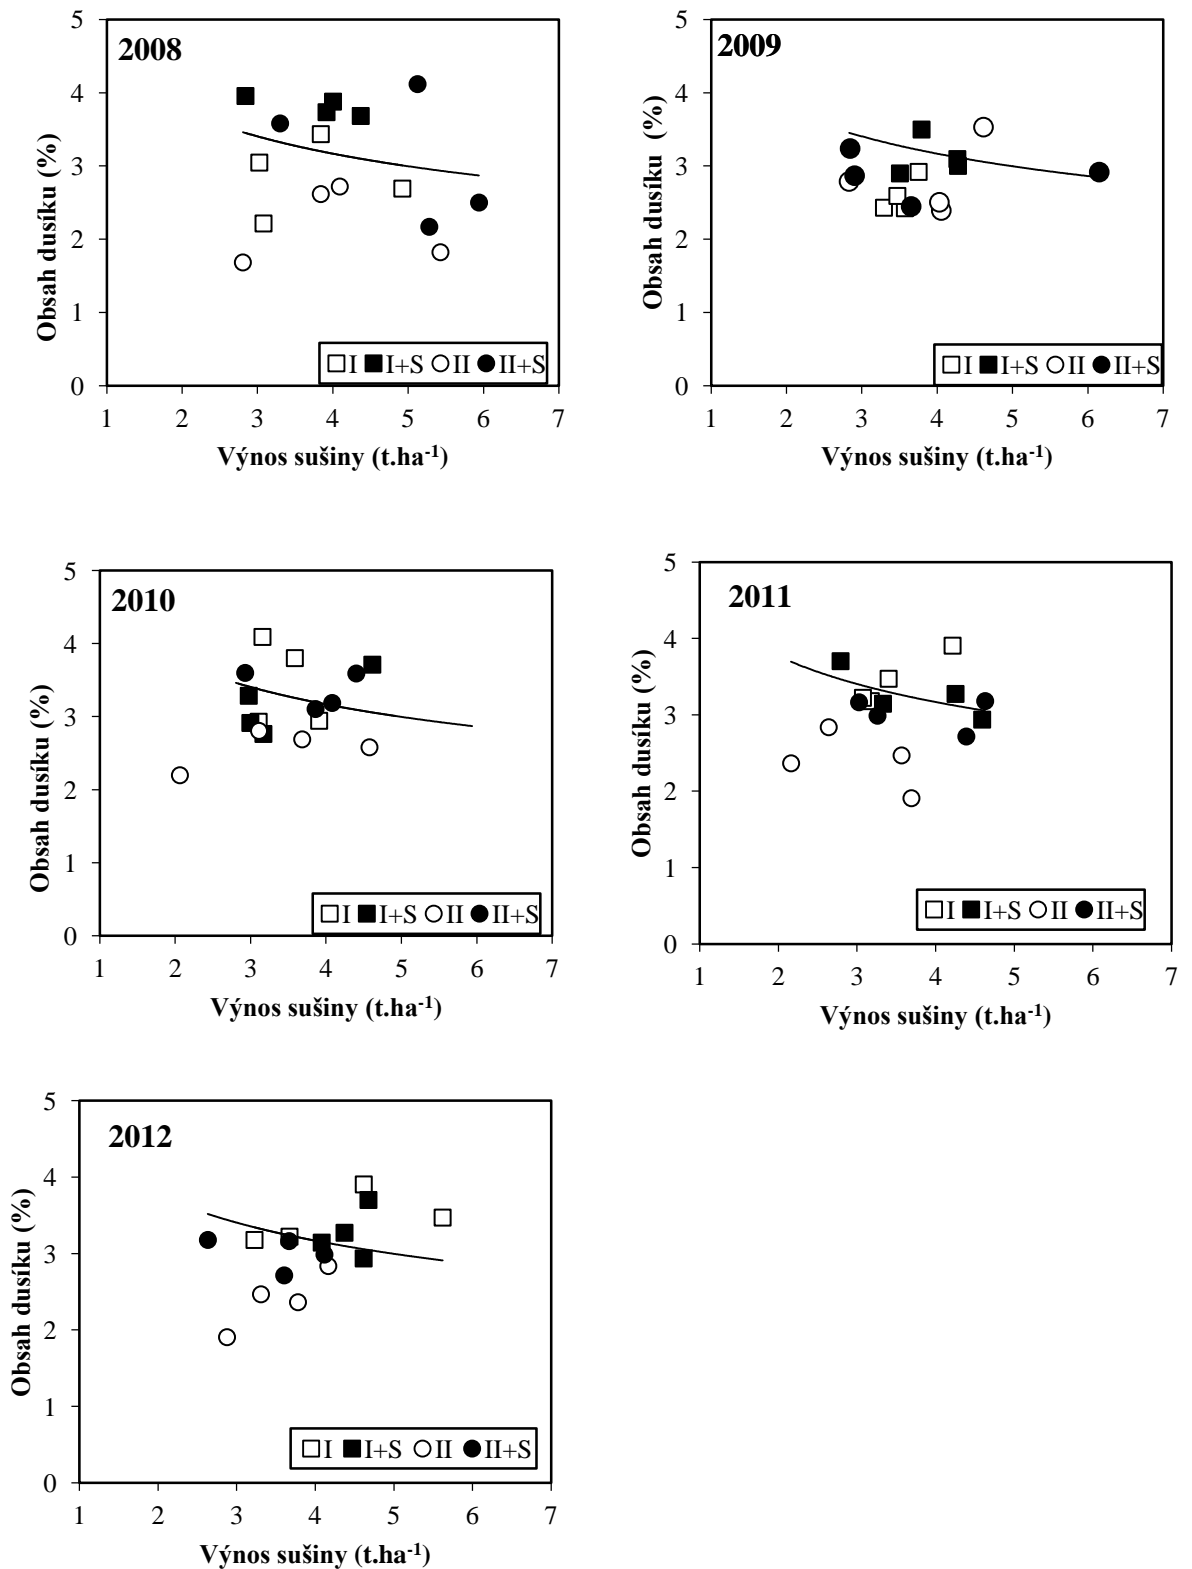 2008
5
4
3
2
1
0
Obsah dusíku (%)
I I+S II II+S
1 2 3 4 5 6 7
Výnos sušiny (t.ha-1)
2009
5
4
3
2
1
0
Obsah dusíku (%)
I I+S II II+S
1 2 3 4 5 6 7
Výnos sušiny (t.ha-1)
2010
5
4
3
2
1
0
Obsah dusíku (%)
I I+S II II+S
1 2 3 4 5 6 7
Výnos sušiny (t.ha-1)
2011
5
4
3
2
1
0
Obsah dusíku (%)
I I+S II II+S
1 2 3 4 5 6 7
Výnos sušiny (t.ha-1)
2012
5
4
3
2
1
0
Obsah dusíku (%)
I I+S II II+S
1 2 3 4 5 6 7
Výnos sušiny (t.ha-1)